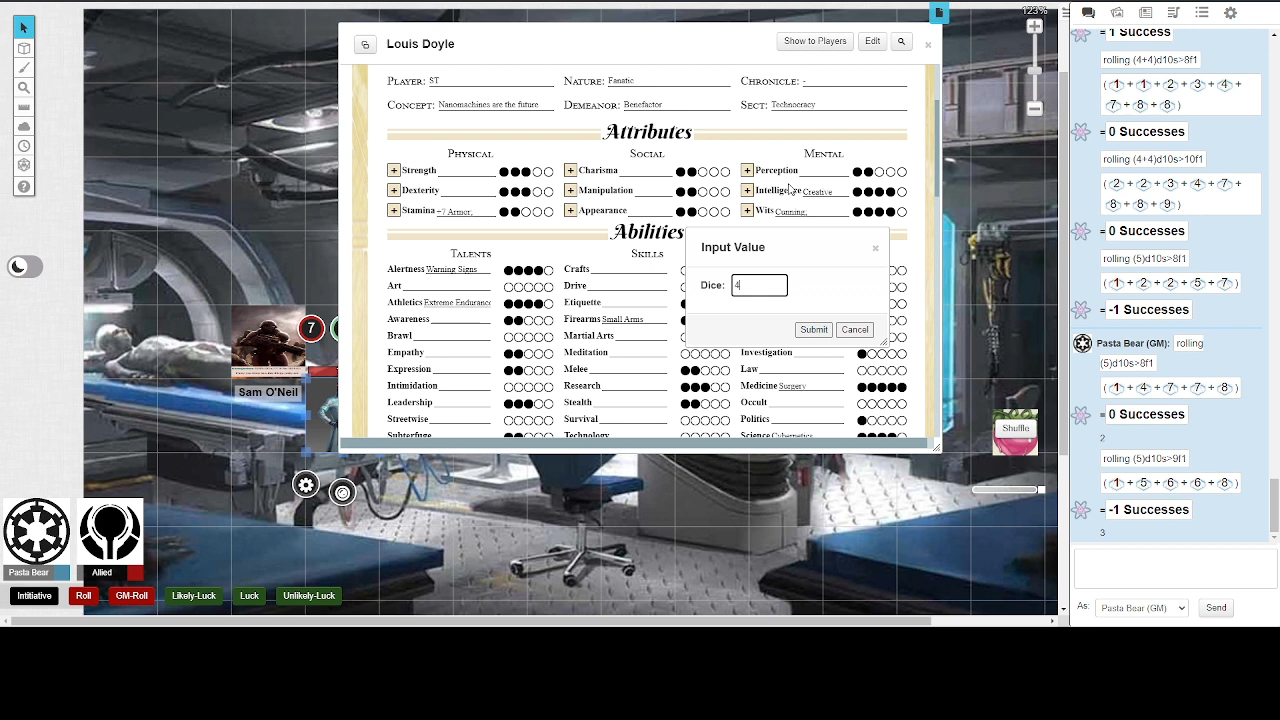 123%
Louis Doyle
Show to Players
Edit
Player: ST
Nature: Fanatic
Chronicle: -
Concept: Nanomachines are the future
Demeanor: Benefactor
Sect: Technocracy
Attributes
Physical
Social
Mental
+ Strength
+ Charisma
+ Perception
+ Dexterity
+ Manipulation
+ Intelligence Creative
+ Stamina =7 Armor;
+ Appearance
+ Wits Cunning,
Abilities
Talents
Skills
Alertness Warning Signs
Crafts
Art
Drive
Athletics Extreme Endurance
Etiquette
Awareness
Firearms Small Arms
Brawl
Martial Arts
Empathy
Meditation
Investigation
Expression
Melee
Law
Intimidation
Research
Medicine Surgery
Leadership
Stealth
Occult
Streetwise
Survival
Politics
Subterfuge
Technology
Science Cybernetics
Input Value
Dice: 4
Submit
Cancel
7
Sam O'Neil
Shuffle
Pasta Bear
Allied
Intitiative
Roll
GM-Roll
Likely-Luck
Luck
Unlikely-Luck
= 1 Success
rolling (4+4)d10s>8f1
(1+1+2+3+4+
7+8+8)
= 0 Successes
rolling (4+4)d10s>10f1
(2+2+3+4+7+
8+8+9)
= 0 Successes
rolling (5)d10s>8f1
(1+2+2+5+7)
= -1 Successes
Pasta Bear (GM): rolling
(5)d10s>8f1
(1+4+7+7+8)
= 0 Successes
2
rolling (5)d10s>9f1
(1+5+6+6+8)
= -1 Successes
3
As:
Pasta Bear (GM)
Send